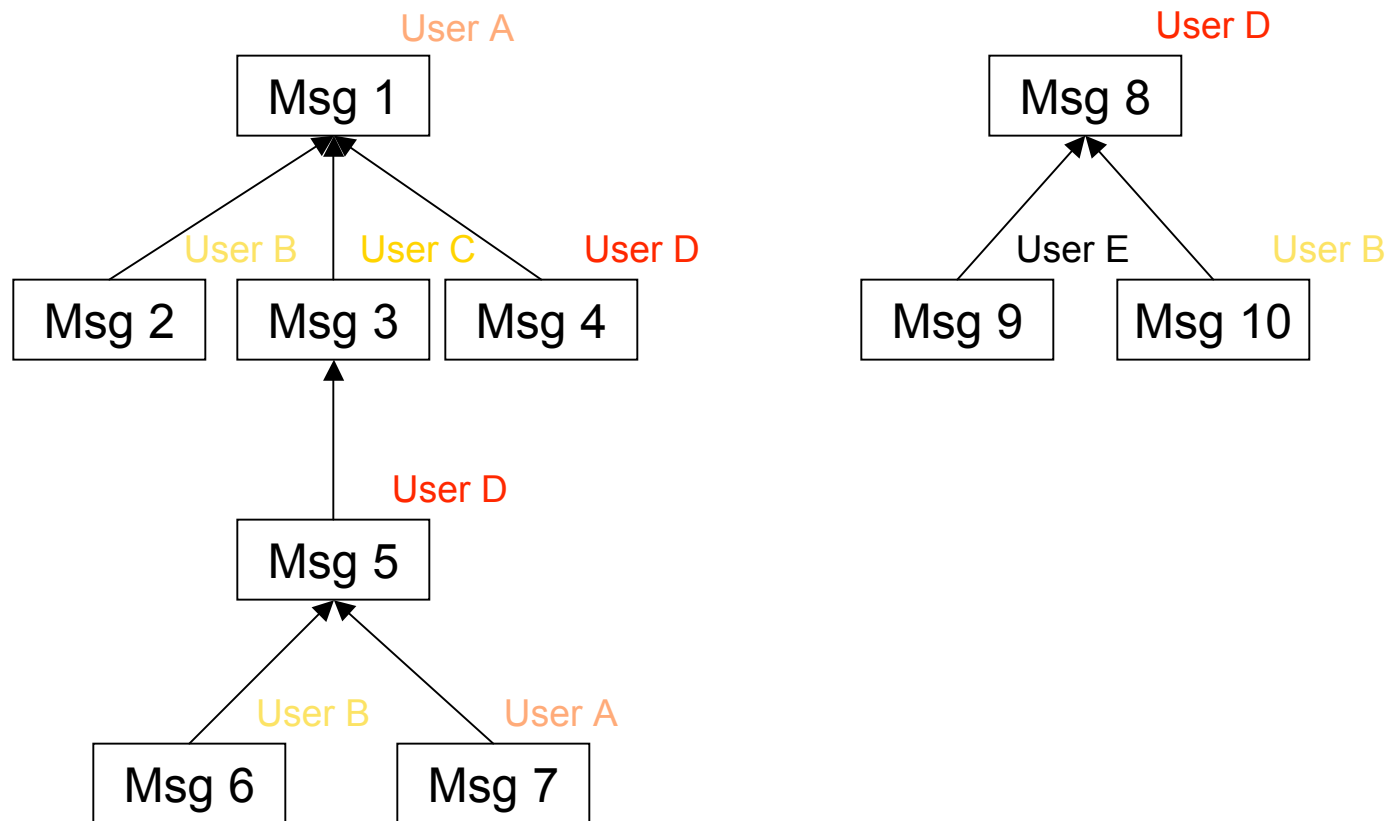 User A
User D
Msg 1
Msg 8
User B
User C
User D
User E
User B
Msg 2
Msg 3
Msg 4
Msg 9
Msg 10
User D
Msg 5
User B
User A
Msg 6
Msg 7